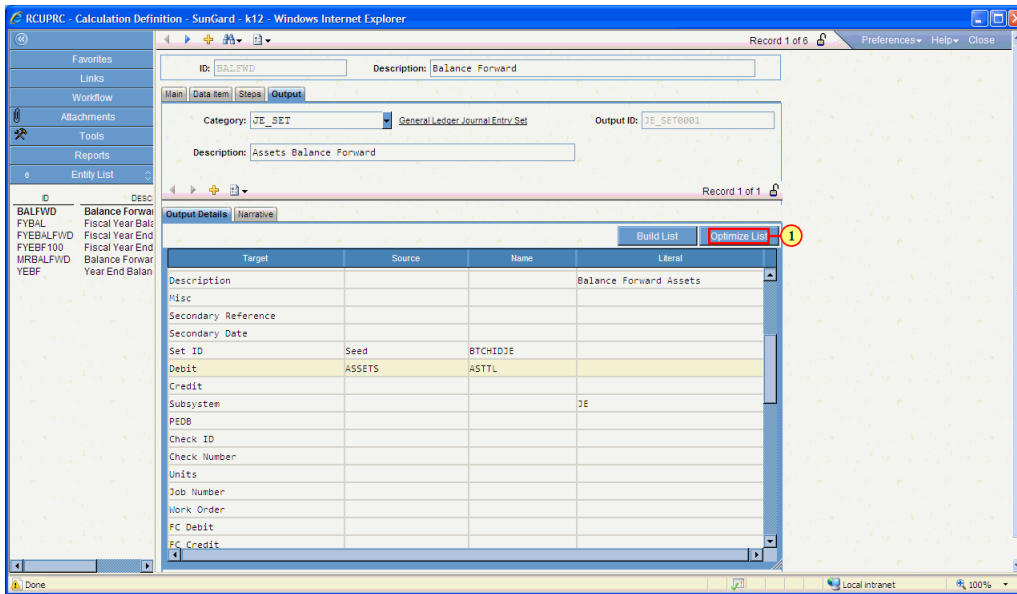 RCUPRC - Calculation Definition - SunGard - k12 - Windows Internet Explorer
Record 1 of 6 Preferences Help Close
Favorites
Links
Workflow
Attachments
Tools
Reports
Entity List
ID DESC
BALFWD Balance Forwar
FYBAL Fiscal Year Bala
FYEBALFWD Fiscal Year End
FYEBF100 Fiscal Year End
MRBALFWD Balance Forwar
YEBF Year End Balan
ID: BALFWD Description: Balance Forward
Main Data Item Steps Output
Category: JE_SET General Ledger Journal Entry Set Output ID: JE_SET0001
Description: Assets Balance Forward
Record 1 of 1
Output Details Narrative
Build List Optimize List 1
Target Source Name Literal
Description Balance Forward Assets
Misc
Secondary Reference
Secondary Date
Set ID Seed BTCHIDJE
Debit ASSETS ASTTL
Credit
Subsystem JE
PEDB
Check ID
Check Number
Units
Job Number
Work Order
FC Debit
FC Credit
Done Local intranet 100%